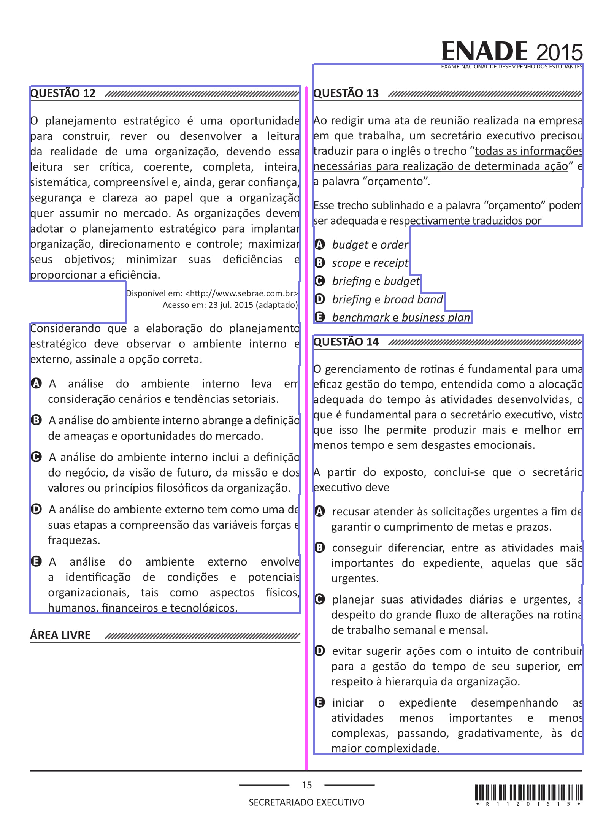 ENADE 2015
EXAME NACIONAL DE DESEMPENHO DOS ESTUDANTES
QUESTÃO 12
O planejamento estratégico é uma oportunidade
para construir, rever ou desenvolver a leitura
da realidade de uma organização, devendo essa
leitura ser crítica, coerente, completa, inteira,
sistemática, compreensível e, ainda, gerar confiança,
segurança e clareza ao papel que a organização
quer assumir no mercado. As organizações devem
adotar o planejamento estratégico para implantar
organização, direcionamento e controle; maximizar
seus objetivos; minimizar suas deficiências e
proporcionar a eficiência.
Disponível em: <http://www.sebrae.com.br>
Acesso em: 23 jul. 2015 (adaptado)
Considerando que a elaboração do planejamento
estratégico deve observar o ambiente interno e
externo, assinale a opção correta.
A A análise do ambiente interno leva em
consideração cenários e tendências setoriais.
B A análise do ambiente interno abrange a definição
de ameaças e oportunidades do mercado.
C A análise do ambiente interno inclui a definição
do negócio, da visão de futuro, da missão e dos
valores ou princípios filosóficos da organização.
D A análise do ambiente externo tem como uma de
suas etapas a compreensão das variáveis forças e
fraquezas.
E A análise do ambiente externo envolve
a identificação de condições e potenciais
organizacionais, tais como aspectos físicos,
humanos, financeiros e tecnológicos.
ÁREA LIVRE
QUESTÃO 13
Ao redigir uma ata de reunião realizada na empresa
em que trabalha, um secretário executivo precisou
traduzir para o inglês o trecho "todas as informações
necessárias para realização de determinada ação" e
a palavra "orçamento".
Esse trecho sublinhado e a palavra "orçamento" podem
ser adequada e respectivamente traduzidos por
A budget e order
B scope e receipt
C briefing e budget
D briefing e broad band
E benchmark e business plan
QUESTÃO 14
O gerenciamento de rotinas é fundamental para uma
eficaz gestão do tempo, entendida como a alocação
adequada do tempo às atividades desenvolvidas, o
que é fundamental para o secretário executivo, visto
que isso lhe permite produzir mais e melhor em
menos tempo e sem desgastes emocionais.
A partir do exposto, conclui-se que o secretário
executivo deve
A recusar atender às solicitações urgentes a fim de
garantir o cumprimento de metas e prazos.
B conseguir diferenciar, entre as atividades mais
importantes do expediente, aquelas que são
urgentes.
C planejar suas atividades diárias e urgentes, a
despeito do grande fluxo de alterações na rotina
de trabalho semanal e mensal.
D evitar sugerir ações com o intuito de contribuir
para a gestão do tempo de seu superior, em
respeito à hierarquia da organização.
E iniciar o expediente desempenhando as
atividades menos importantes e menos
complexas, passando, gradativamente, às de
maior complexidade.
15
SECRETARIADO EXECUTIVO
*R11201515*